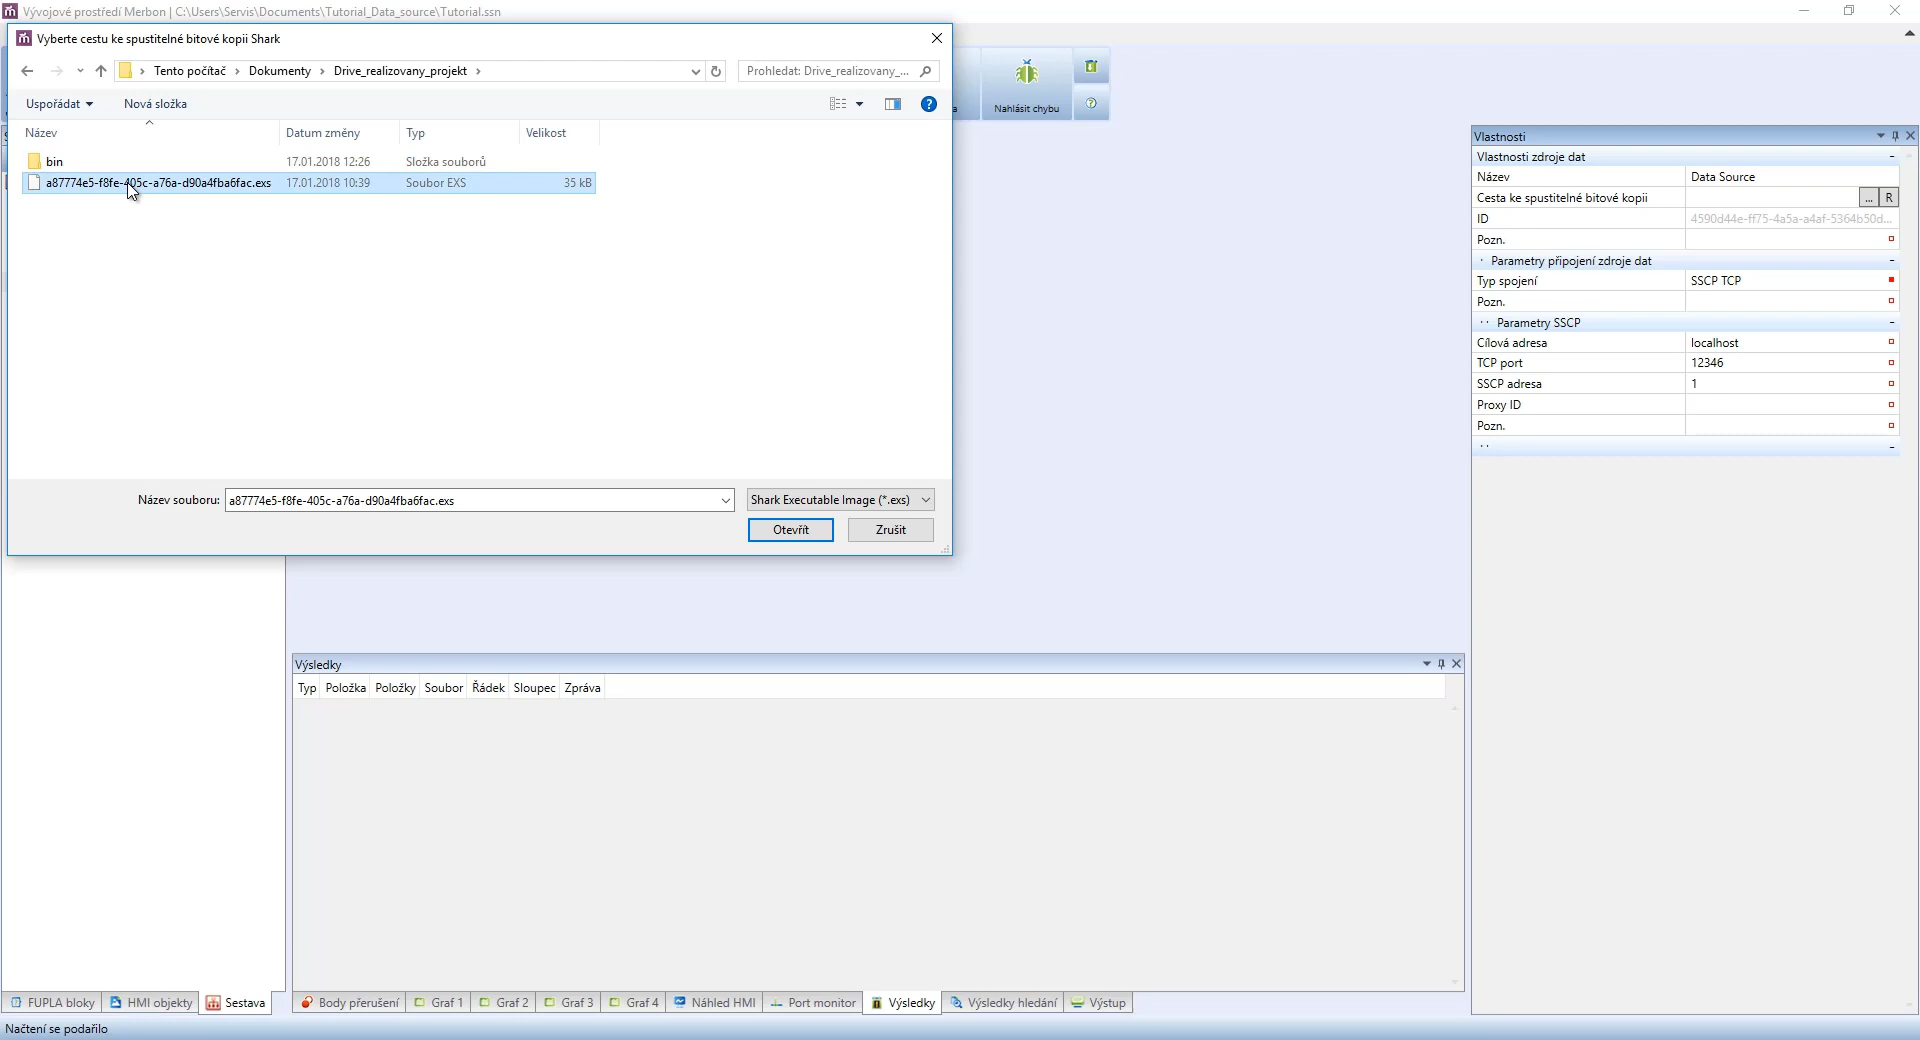 Vývojové prostředí Merbon | C:\Users\Servis\Documents\Tutorial_Data_source\Tutorial.ssn
Vyberte cestu ke spustitelné bitové kopii Shark
Tento počítač › Dokumenty › Drive_realizovany_projekt ›
Prohledat: Drive_realizovany_...
Uspořádat
Nová složka
Název
Datum změny
Typ
Velikost
bin
17.01.2018 12:26
Složka souborů
a87774e5-f8fe-405c-a76a-d90a4fba6fac.exs
17.01.2018 10:39
Soubor EXS
35 kB
Název souboru:
a87774e5-f8fe-405c-a76a-d90a4fba6fac.exs
Shark Executable Image (*.exs)
Otevřít
Zrušit
a
Nahlásit chybu
Vlastnosti
Vlastnosti zdroje dat
Název
Data Source
Cesta ke spustitelné bitové kopii
... R
ID
4590d44e-ff75-4a5a-a4af-5364b50d...
Pozn.
Parametry připojení zdroje dat
Typ spojení
SSCP TCP
Pozn.
Parametry SSCP
Cílová adresa
localhost
TCP port
12346
SSCP adresa
1
Proxy ID
Pozn.
Výsledky
Typ Položka Položky Soubor Řádek Sloupec Zpráva
FUPLA bloky
HMI objekty
Sestava
Body přerušení
Graf 1
Graf 2
Graf 3
Graf 4
Náhled HMI
Port monitor
Výsledky
Výsledky hledání
Výstup
Načtení se podařilo